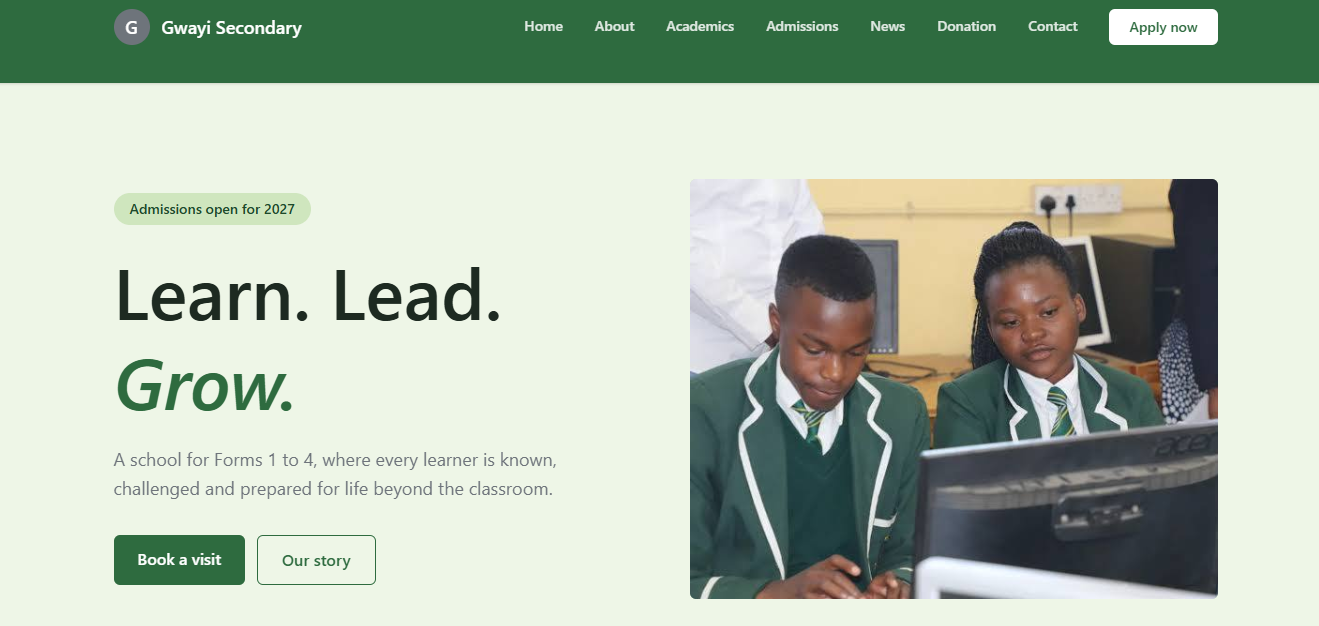 G Gwayi Secondary Home About Academics Admissions News Donation Contact Apply now
Admissions open for 2027
Learn. Lead.
Grow.
A school for Forms 1 to 4, where every learner is known,
challenged and prepared for life beyond the classroom.
Book a visit Our story
acer